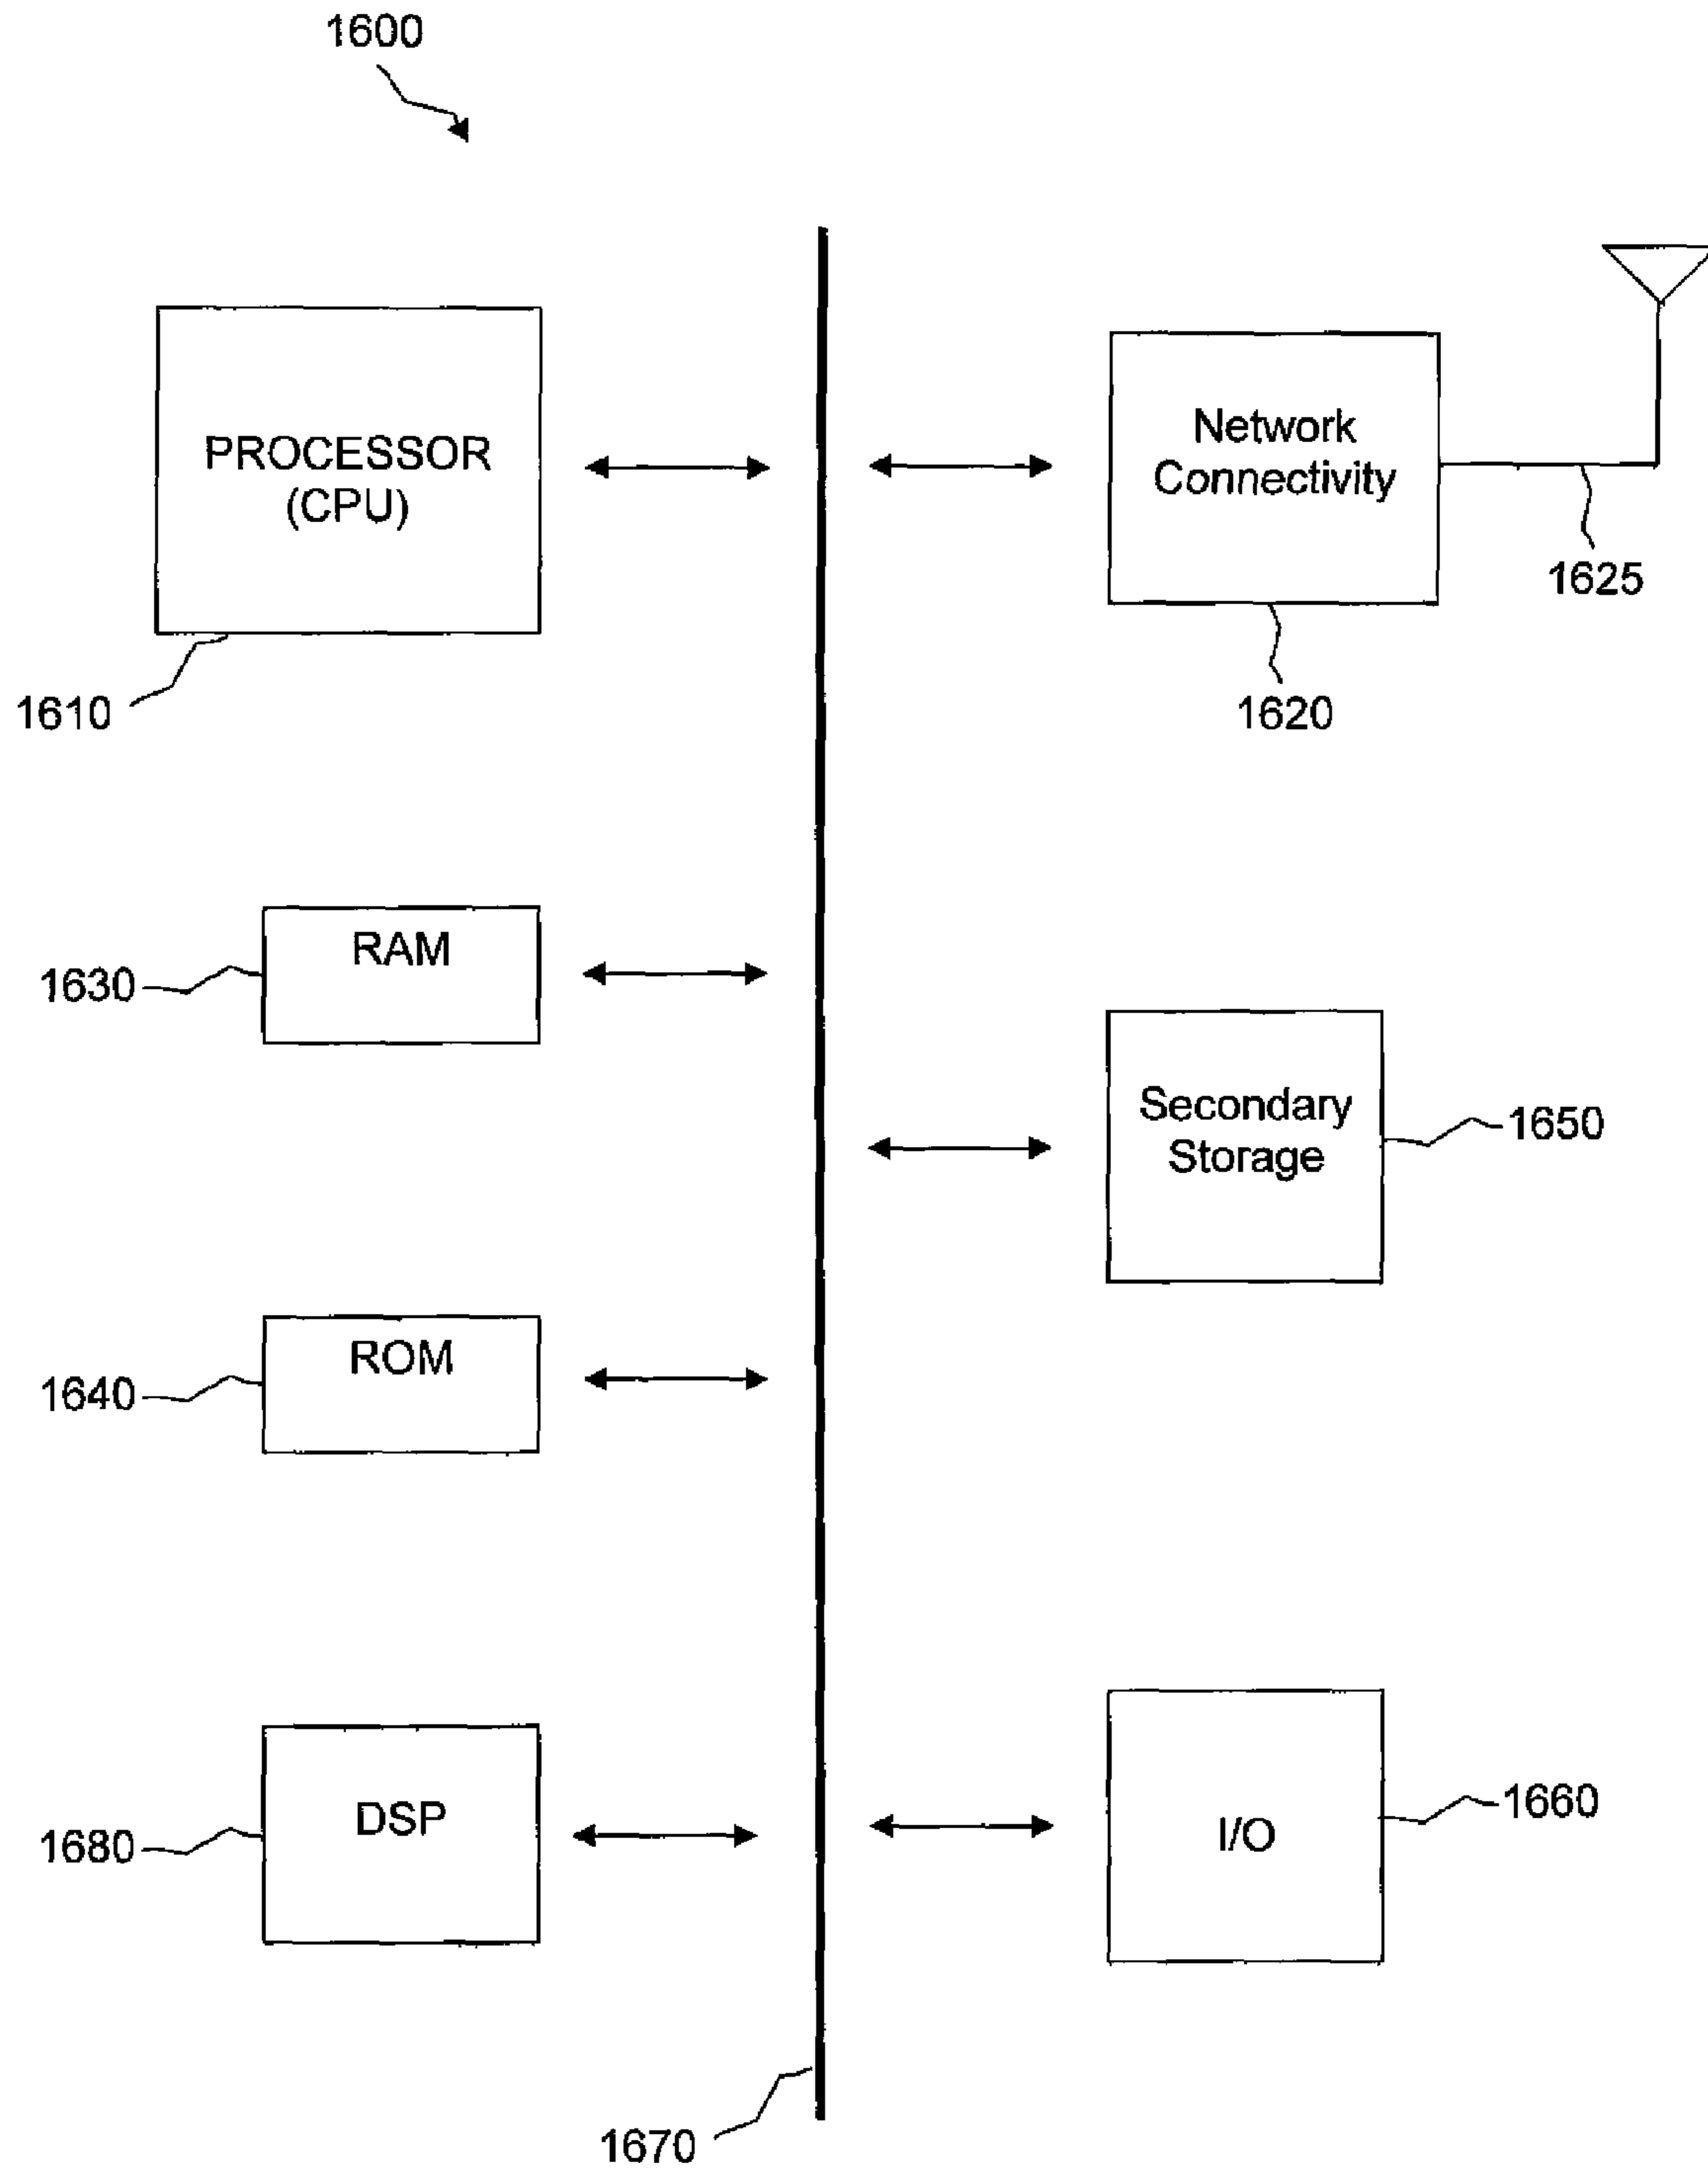 1600
PROCESSOR
(CPU)
1610
Network
Connectivity
1625
1620
RAM
1630
Secondary
Storage
1650
ROM
1640
DSP
1680
I/O
1660
1670